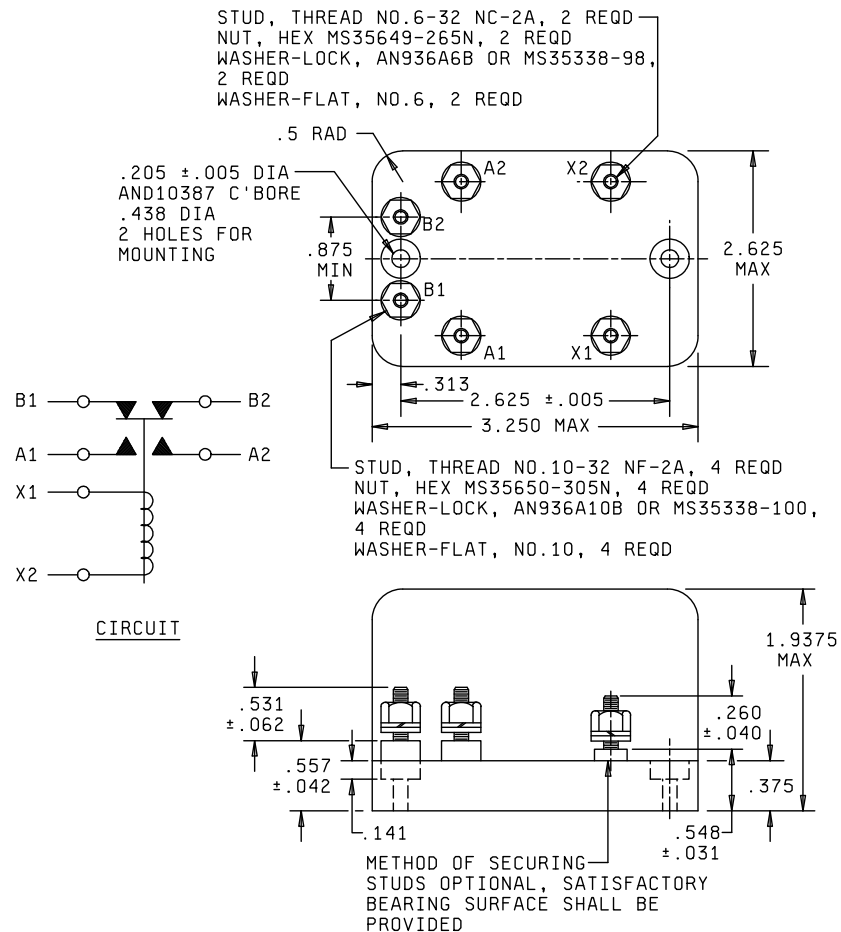 STUD, THREAD NO.6-32 NC-2A, 2 REQD
NUT, HEX MS35649-265N, 2 REQD
WASHER-LOCK, AN936A6B OR MS35338-98,
2 REQD
WASHER-FLAT, NO.6, 2 REQD
.5 RAD
.205 ±.005 DIA
AND10387 C'BORE
.438 DIA
2 HOLES FOR
MOUNTING
A2
X2
B2
.875
MIN
2.625
MAX
B1
A1
X1
.313
2.625 ±.005
3.250 MAX
B1
B2
A1
A2
X1
X2
CIRCUIT
STUD, THREAD NO.10-32 NF-2A, 4 REQD
NUT, HEX MS35650-305N, 4 REQD
WASHER-LOCK, AN936A10B OR MS35338-100,
4 REQD
WASHER-FLAT, NO.10, 4 REQD
1.9375
MAX
.531
±.062
.260
±.040
.557
±.042
.375
.141
.548
±.031
METHOD OF SECURING
STUDS OPTIONAL, SATISFACTORY
BEARING SURFACE SHALL BE
PROVIDED